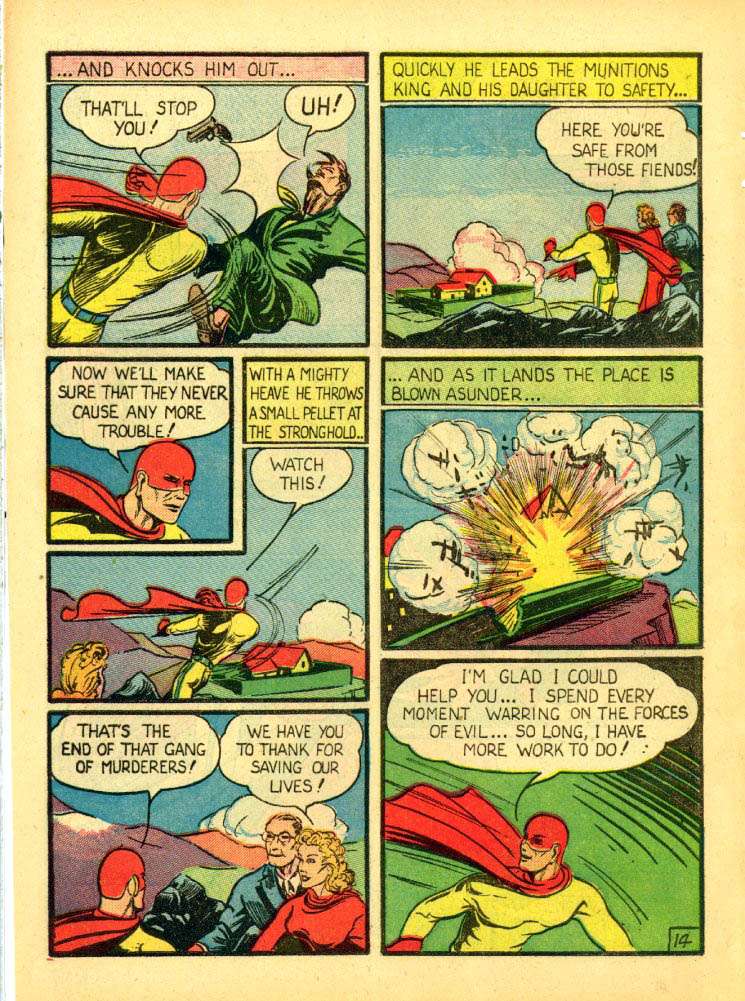 ...AND KNOCKS HIM OUT...
THAT'LL STOP
YOU!
UH!
QUICKLY HE LEADS THE MUNITIONS
KING AND HIS DAUGHTER TO SAFETY...
HERE YOU'RE
SAFE FROM
THOSE FIENDS!
NOW WE'LL MAKE
SURE THAT THEY NEVER
CAUSE ANY MORE
TROUBLE!
WITH A MIGHTY
HEAVE HE THROWS
A SMALL PELLET AT
THE STRONGHOLD..
WATCH
THIS!
...AND AS IT LANDS THE PLACE IS
BLOWN ASUNDER...
THAT'S THE
END OF THAT GANG
OF MURDERERS!
WE HAVE YOU
TO THANK FOR
SAVING OUR
LIVES!
I'M GLAD I COULD
HELP YOU... I SPEND EVERY
MOMENT WARRING ON THE FORCES
OF EVIL... SO LONG, I HAVE
MORE WORK TO DO!
14